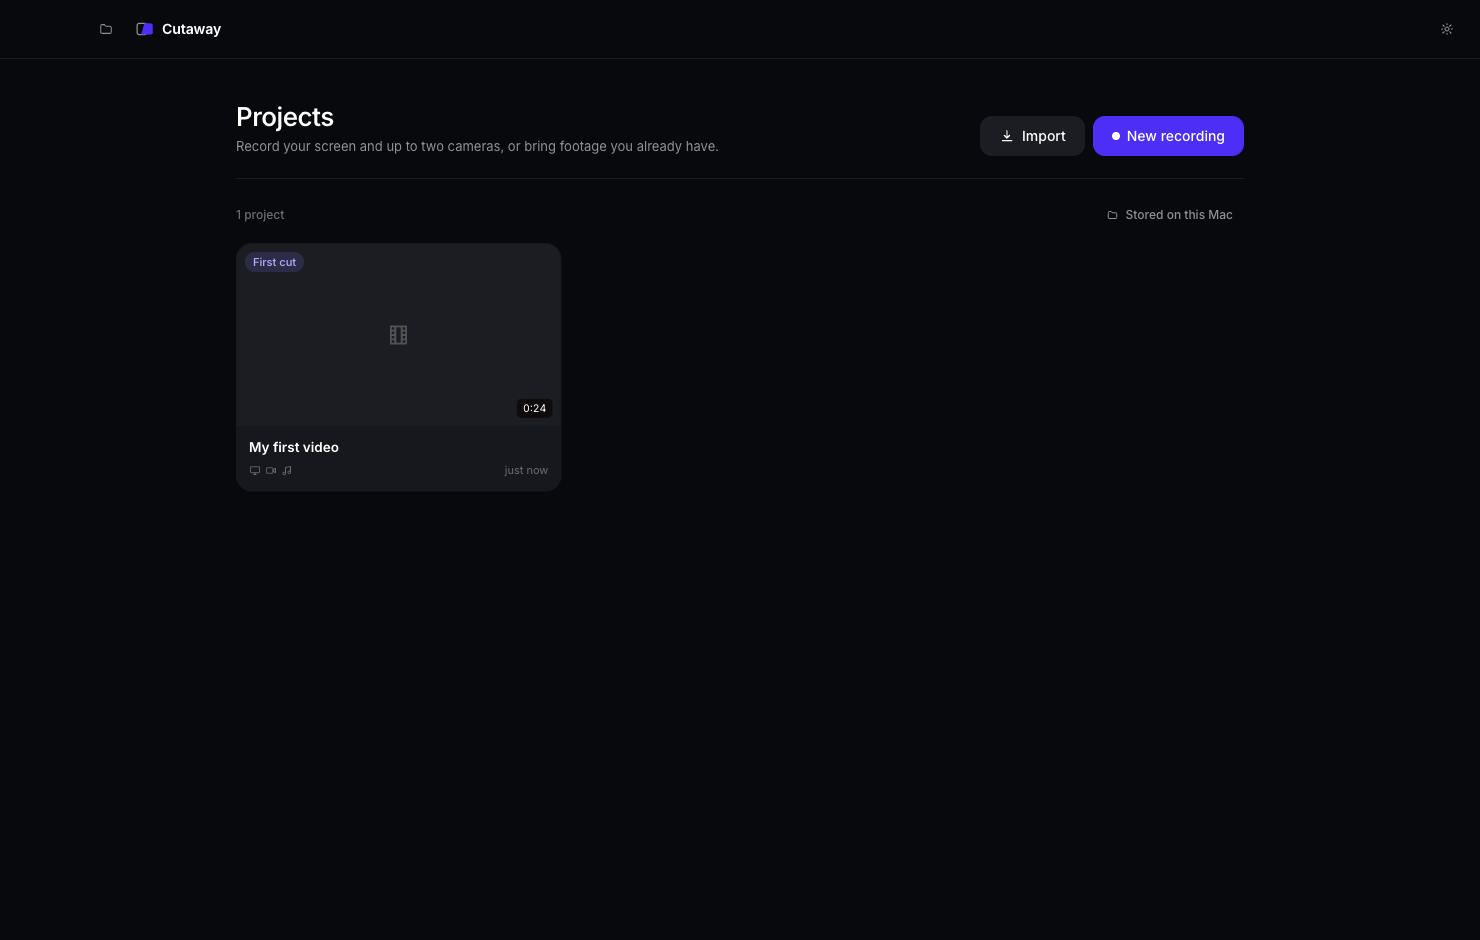 Cutaway
Projects
Record your screen and up to two cameras, or bring footage you already have.
Import
New recording
1 project
Stored on this Mac
First cut
0:24
My first video
just now